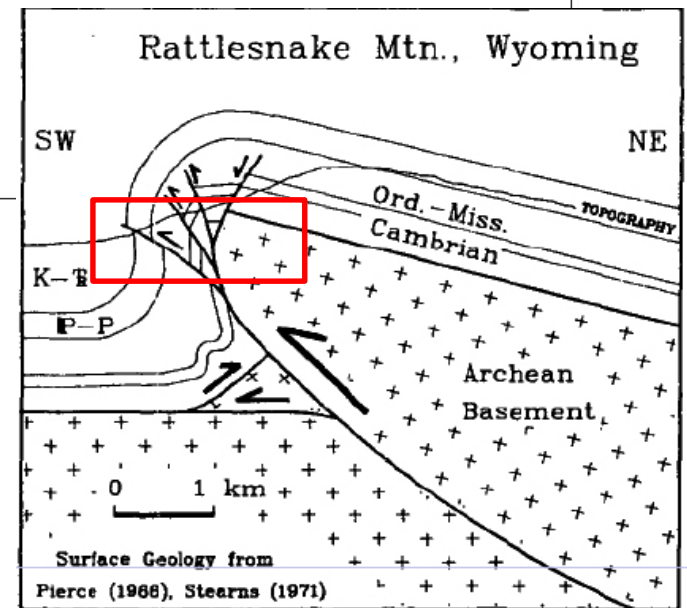 Rattlesnake Mtn., Wyoming
SW
NE
TOPOGRAPHY
Ord.-Miss.
Cambrian
K-Ŧ
P-P
Archean
Basement
0 1 km
Surface Geology from
Pierce (1966), Stearns (1971)